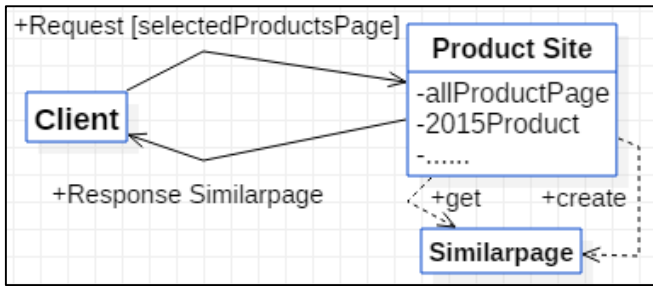 +Request [selectedProductsPage]
Product Site
-allProductPage
-2015Product
-......
Client
+Response Similarpage
+get
+create
Similarpage